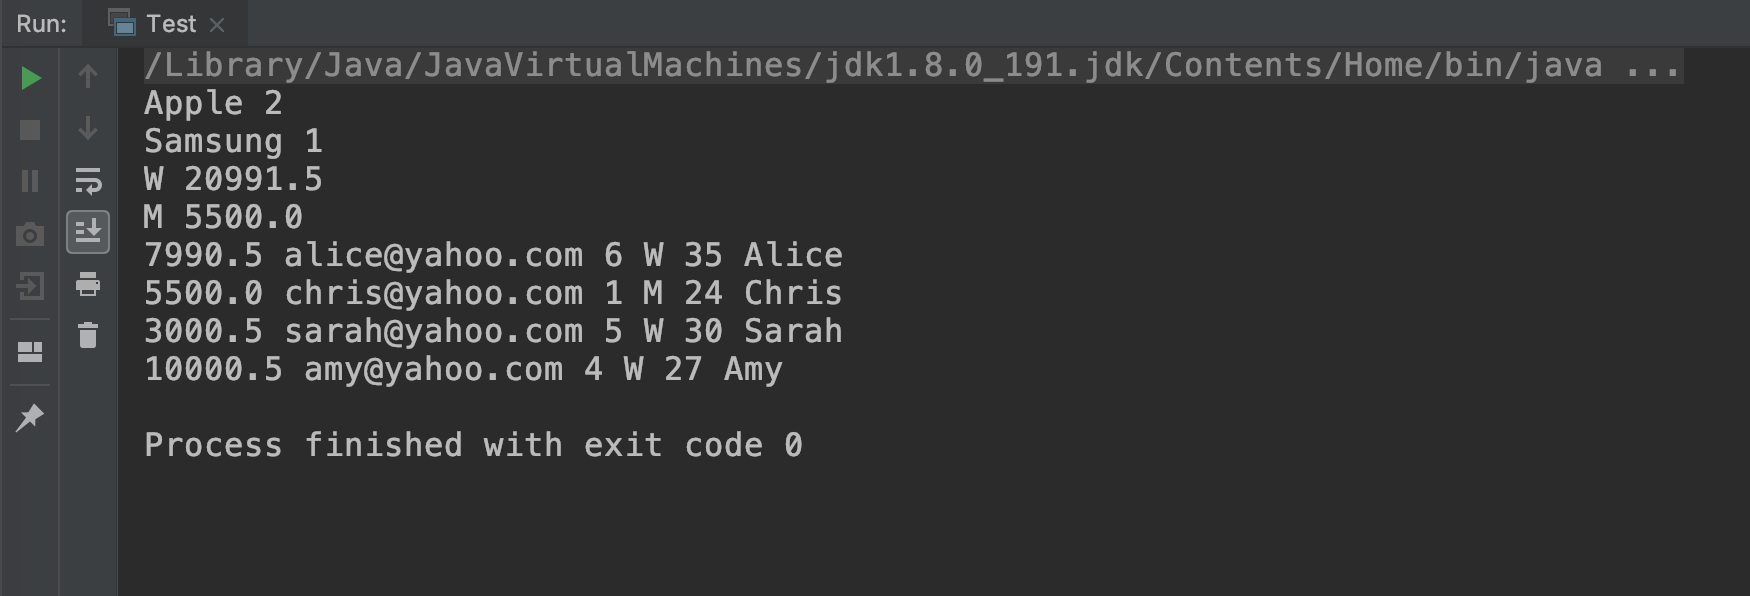 Run: Test
/Library/Java/JavaVirtualMachines/jdk1.8.0_191.jdk/Contents/Home/bin/java ...
Apple 2
Samsung 1
W 20991.5
M 5500.0
7990.5 alice@yahoo.com 6 W 35 Alice
5500.0 chris@yahoo.com 1 M 24 Chris
3000.5 sarah@yahoo.com 5 W 30 Sarah
10000.5 amy@yahoo.com 4 W 27 Amy
Process finished with exit code 0